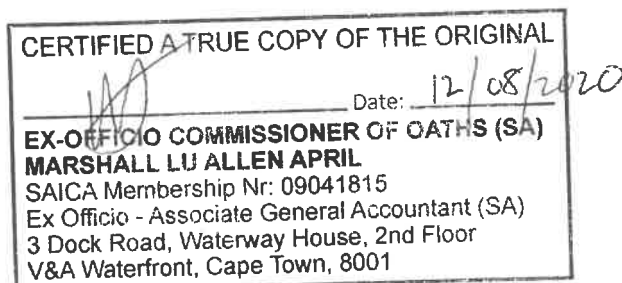 CERTIFIED A TRUE COPY OF THE ORIGINAL
Date: 12/08/2020
EX-OFFICIO COMMISSIONER OF OATHS (SA)
MARSHALL LU ALLEN APRIL
SAICA Membership Nr: 09041815
Ex Officio - Associate General Accountant (SA)
3 Dock Road, Waterway House, 2nd Floor
V&A Waterfront, Cape Town, 8001